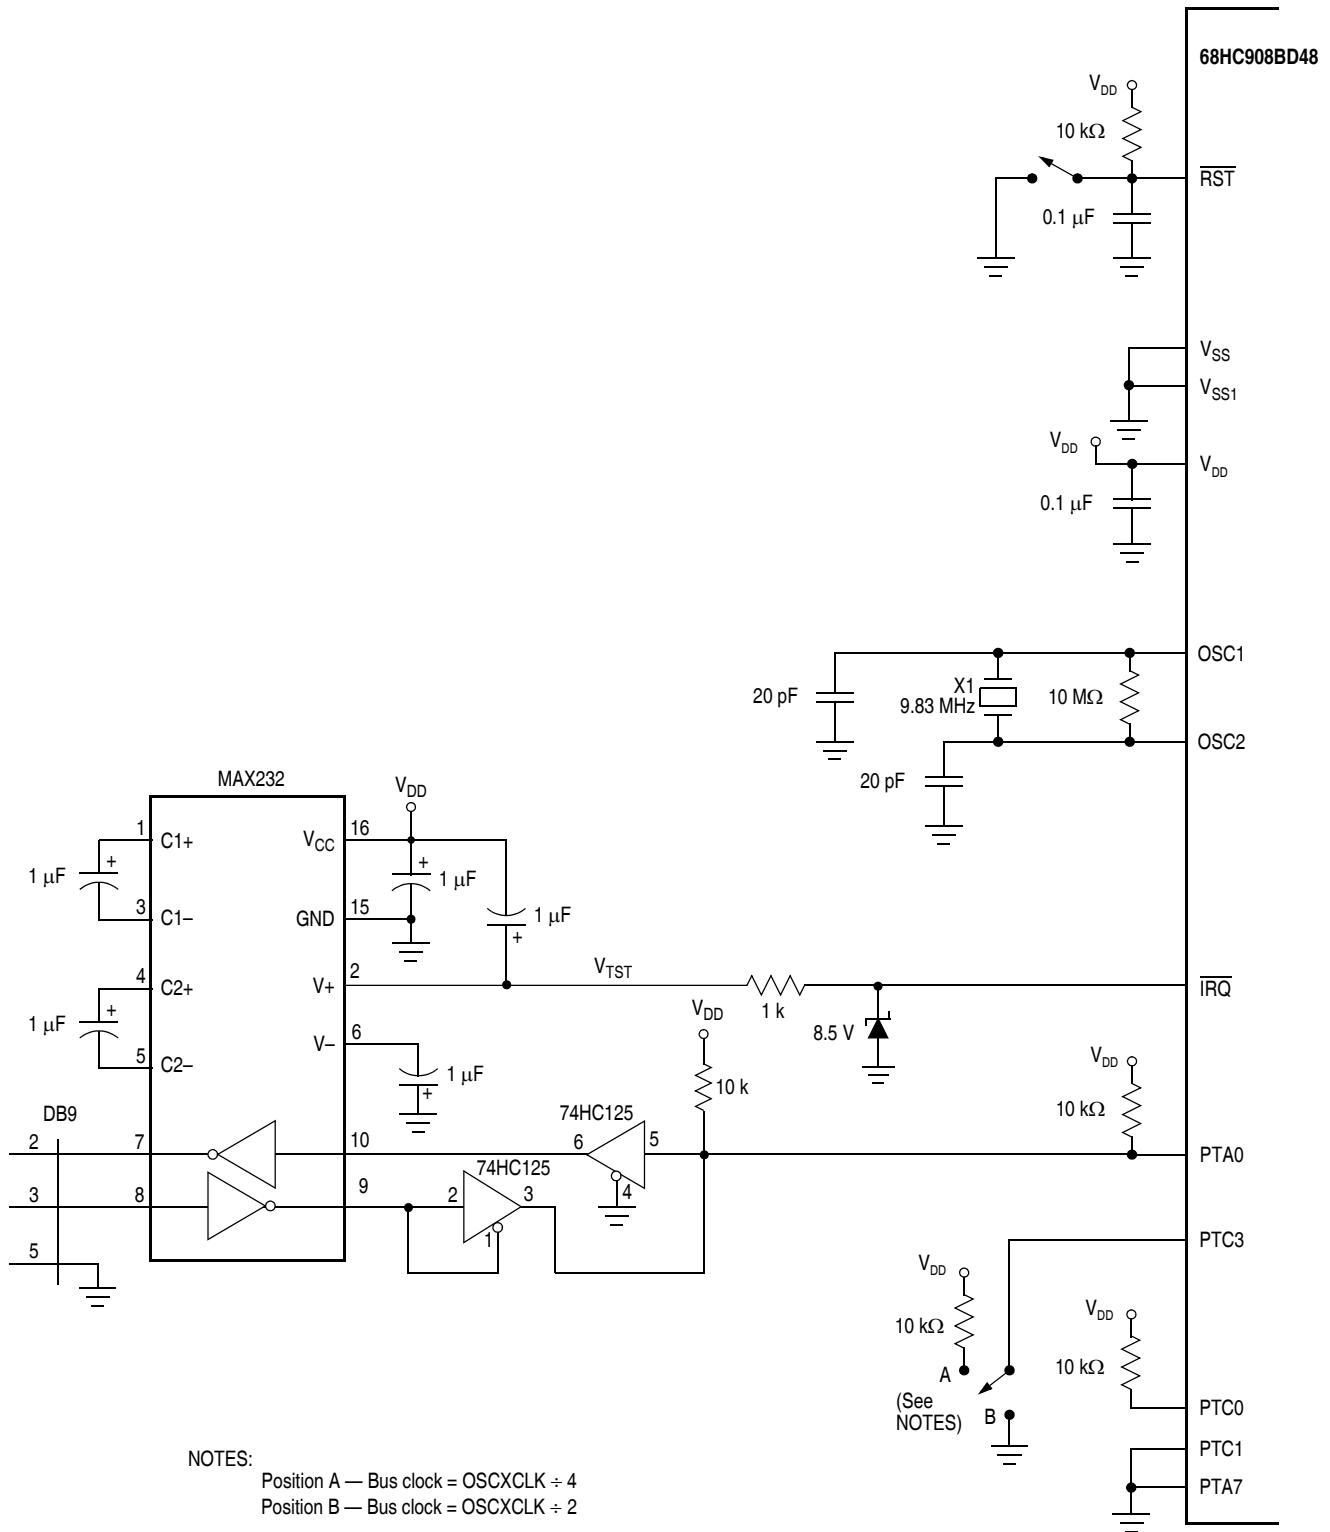 68HC908BD48
VDD
10 kΩ
RST
0.1 µF
VSS
VSS1
VDD
VDD
0.1 µF
OSC1
20 pF
X1
9.83 MHz
10 MΩ
OSC2
20 pF
MAX232
VDD
1
C1+
VCC
16
1 µF
+
+
1 µF
3
C1–
GND
15
1 µF
+
4
C2+
V+
2
VTST
1 k
IRQ
1 µF
+
VDD
8.5 V
5
C2–
V–
6
1 µF
+
10 k
VDD
10 kΩ
DB9
74HC125
2
7
10
6
5
4
PTA0
74HC125
3
8
9
2
3
1
5
PTC3
VDD
10 kΩ
VDD
10 kΩ
A
(See
NOTES)
B
PTC0
PTC1
PTA7
NOTES:
Position A — Bus clock = OSCXCLK ÷ 4
Position B — Bus clock = OSCXCLK ÷ 2